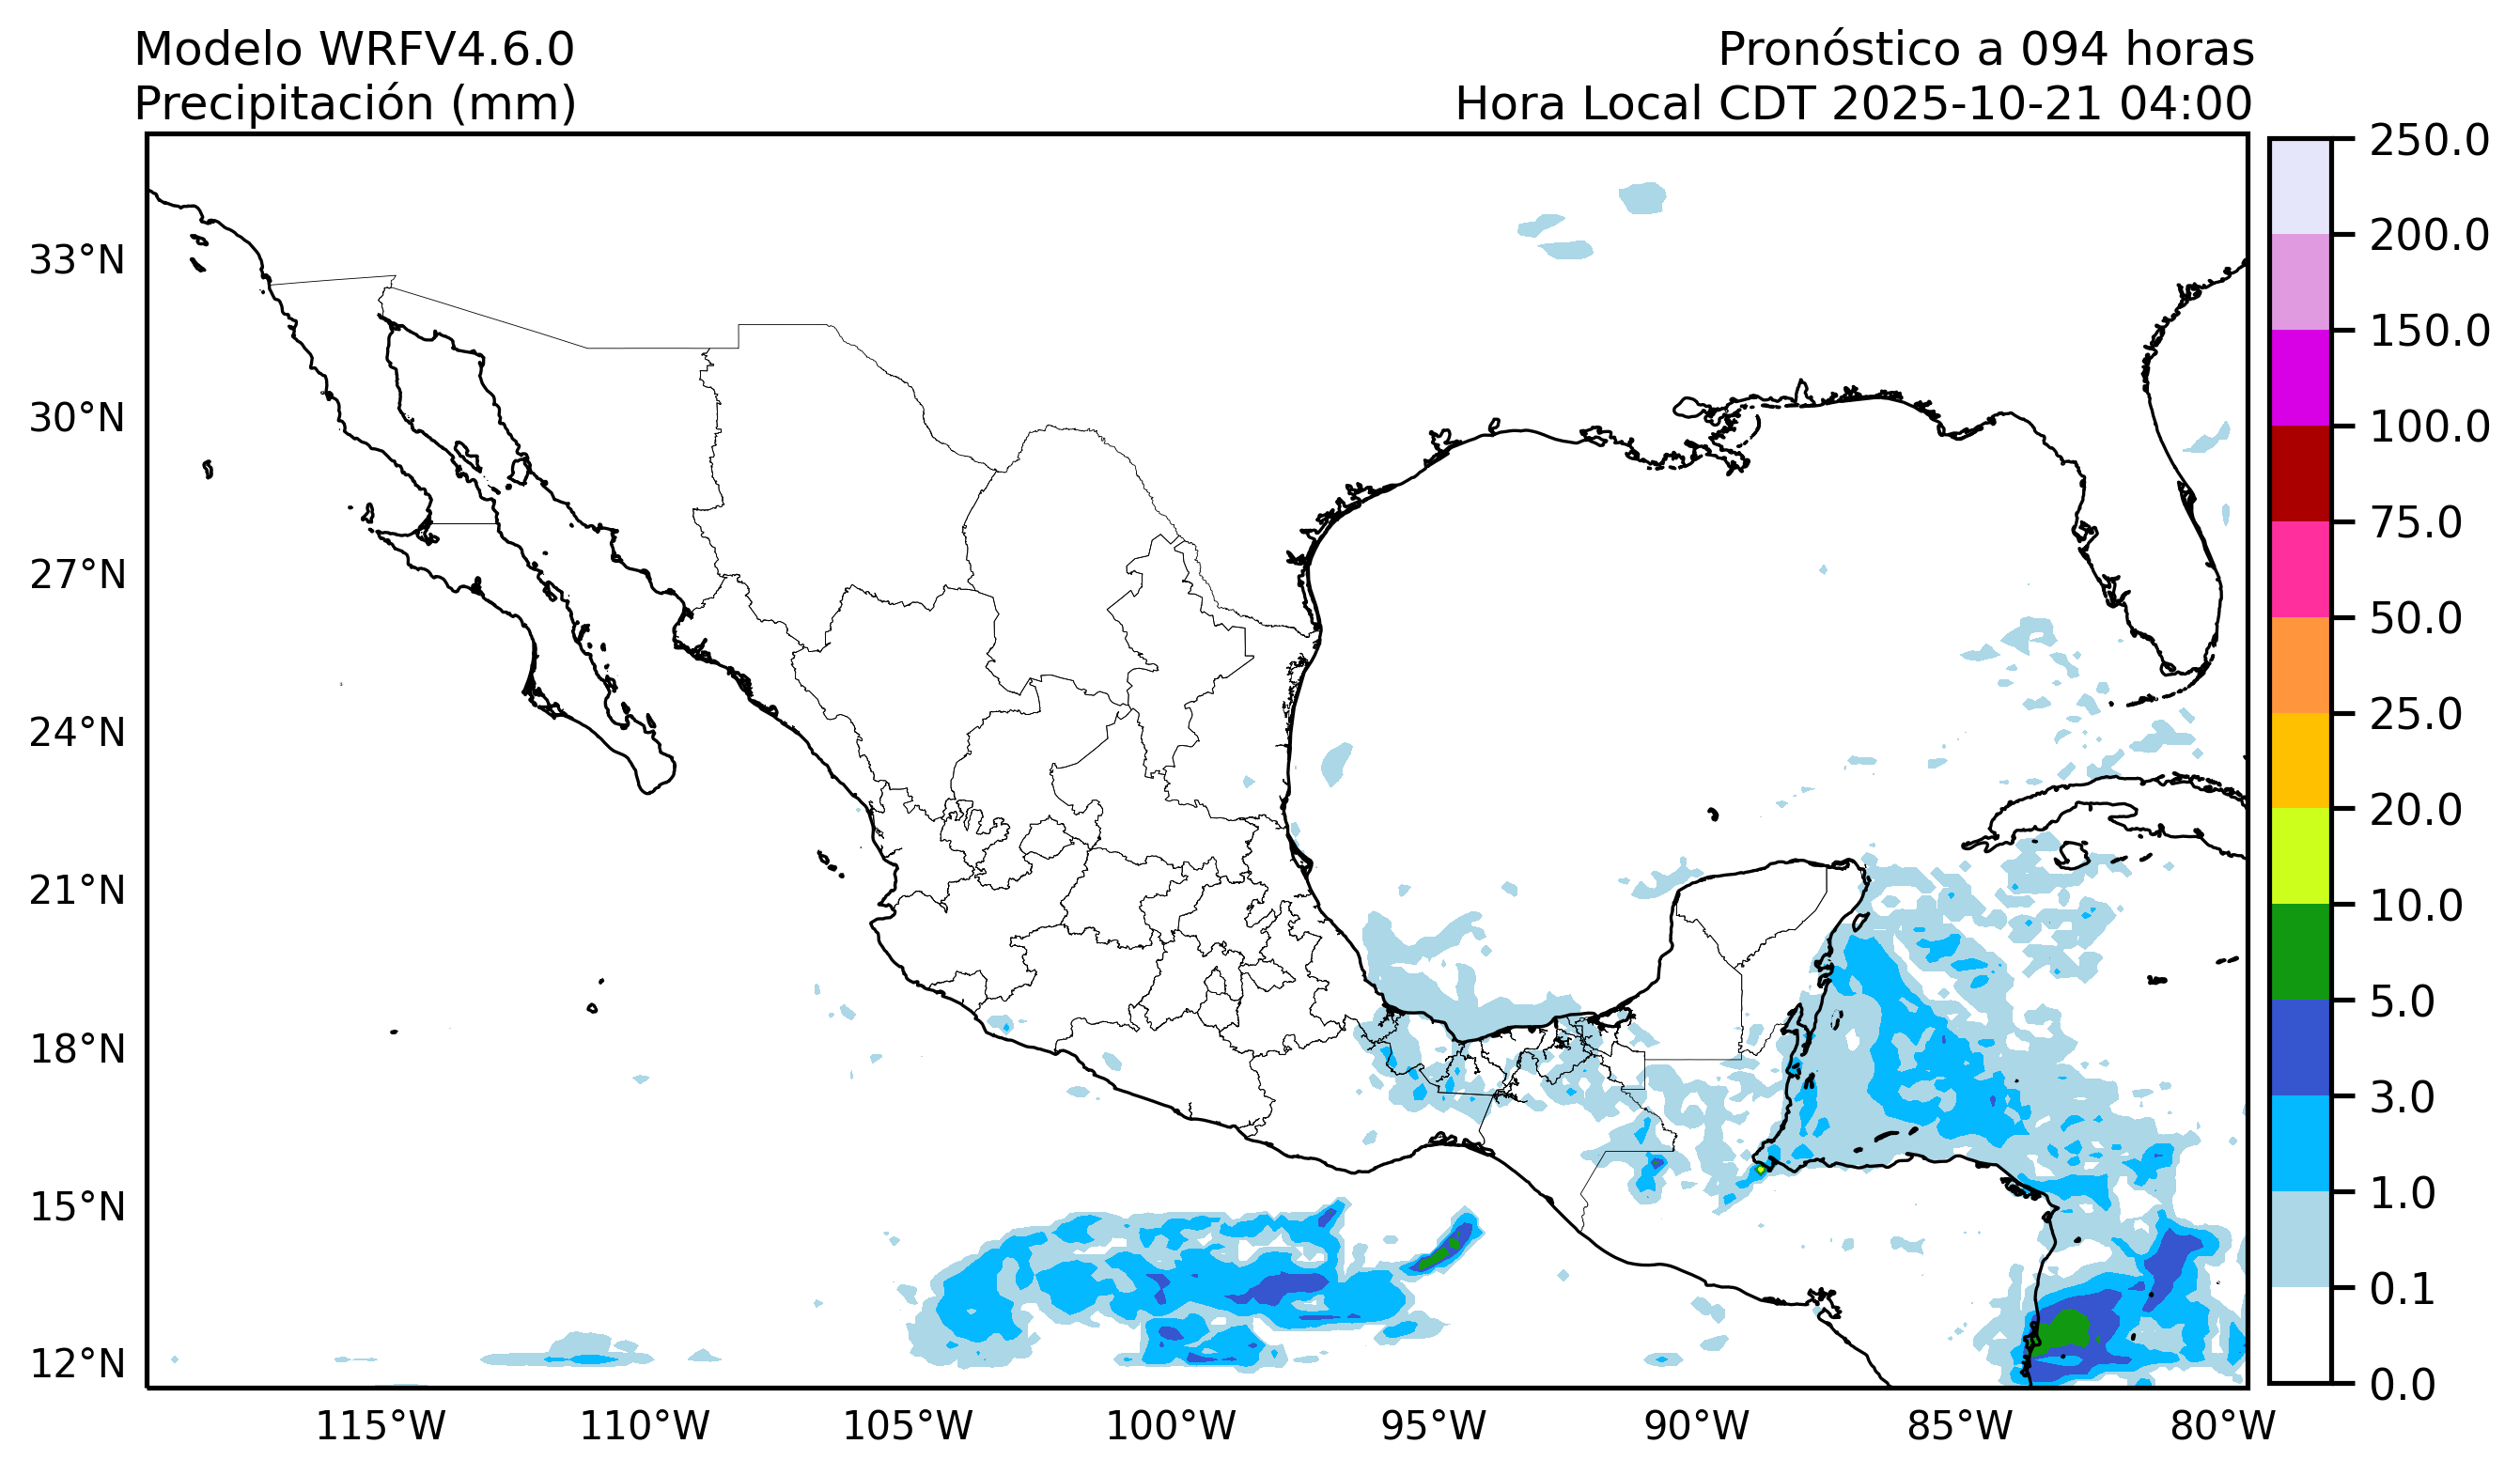 Modelo WRFV4.6.0
Precipitación (mm)
Pronóstico a 094 horas
Hora Local CDT 2025-10-21 04:00
33°N
30°N
27°N
24°N
21°N
18°N
15°N
12°N
115°W
110°W
105°W
100°W
95°W
90°W
85°W
80°W
250.0
200.0
150.0
100.0
75.0
50.0
25.0
20.0
10.0
5.0
3.0
1.0
0.1
0.0